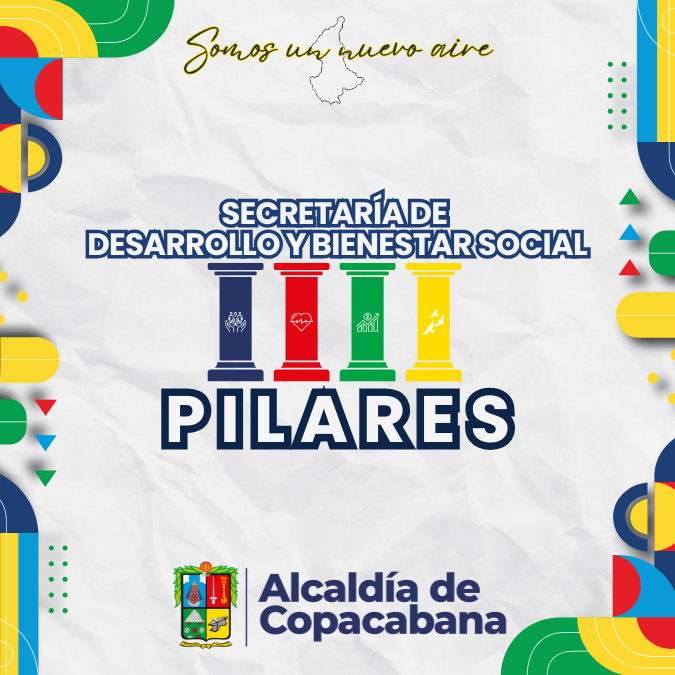 Somos un nuevo aire
SECRETARÍA DE
DESARROLLO Y BIENESTAR SOCIAL
PILARES
Alcaldía de
Copacabana